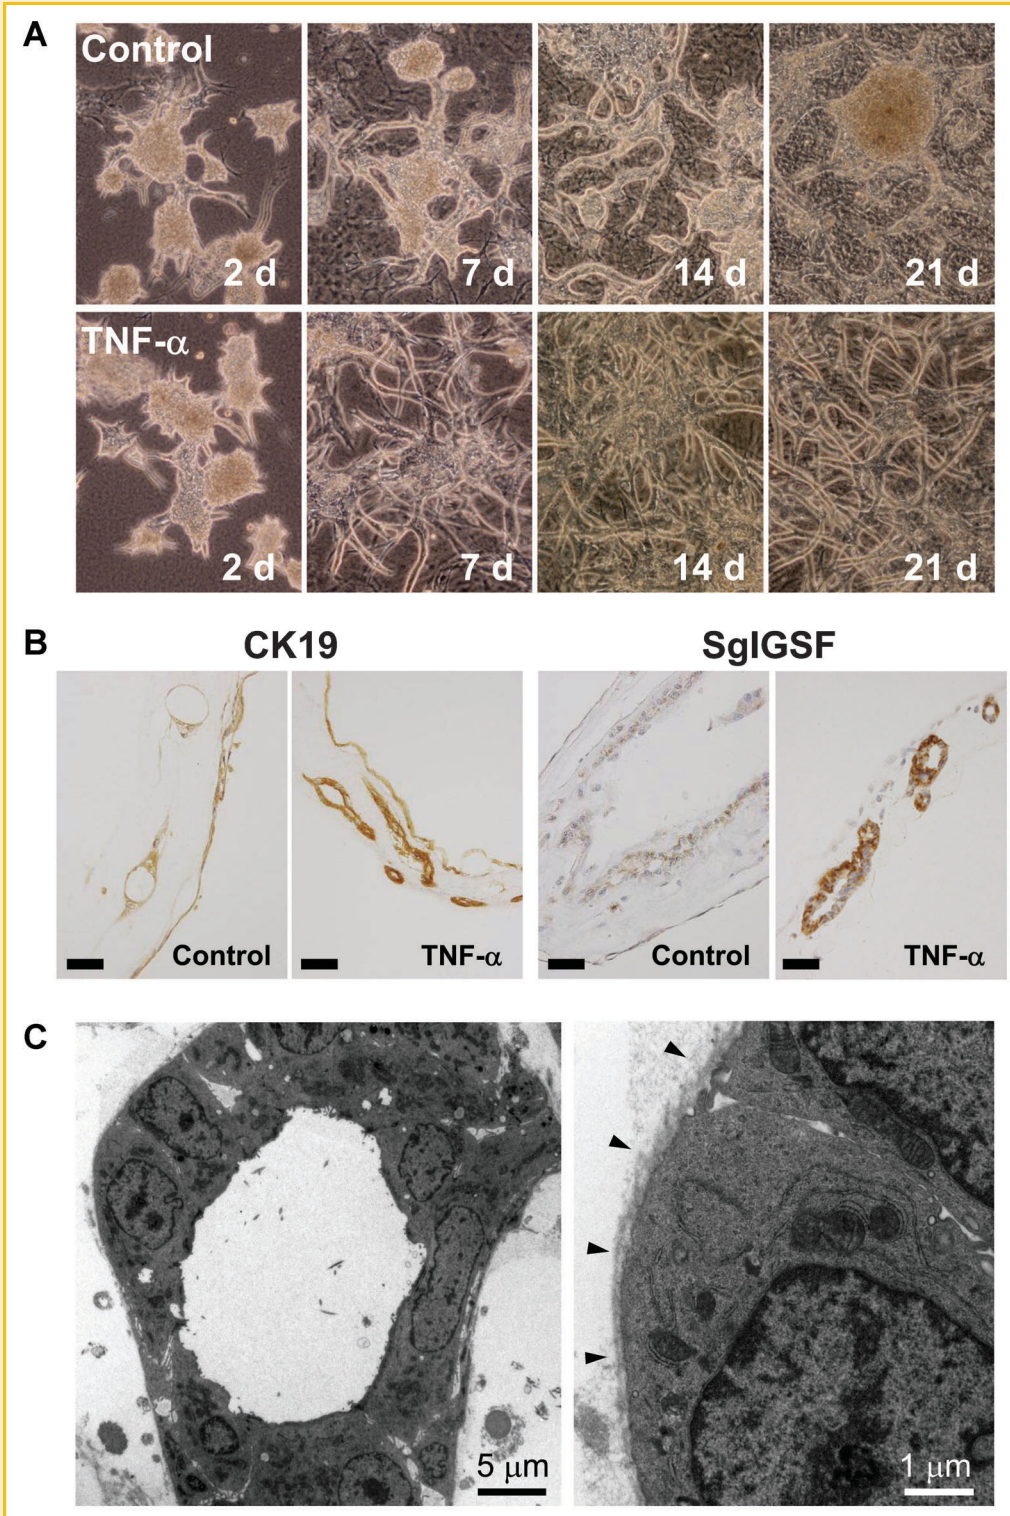 A
Control
2 d
7 d
14 d
21 d
TNF-α
2 d
7 d
14 d
21 d
B
CK19
SgIGSF
Control
TNF-α
Control
TNF-α
C
5 μm
1 μm